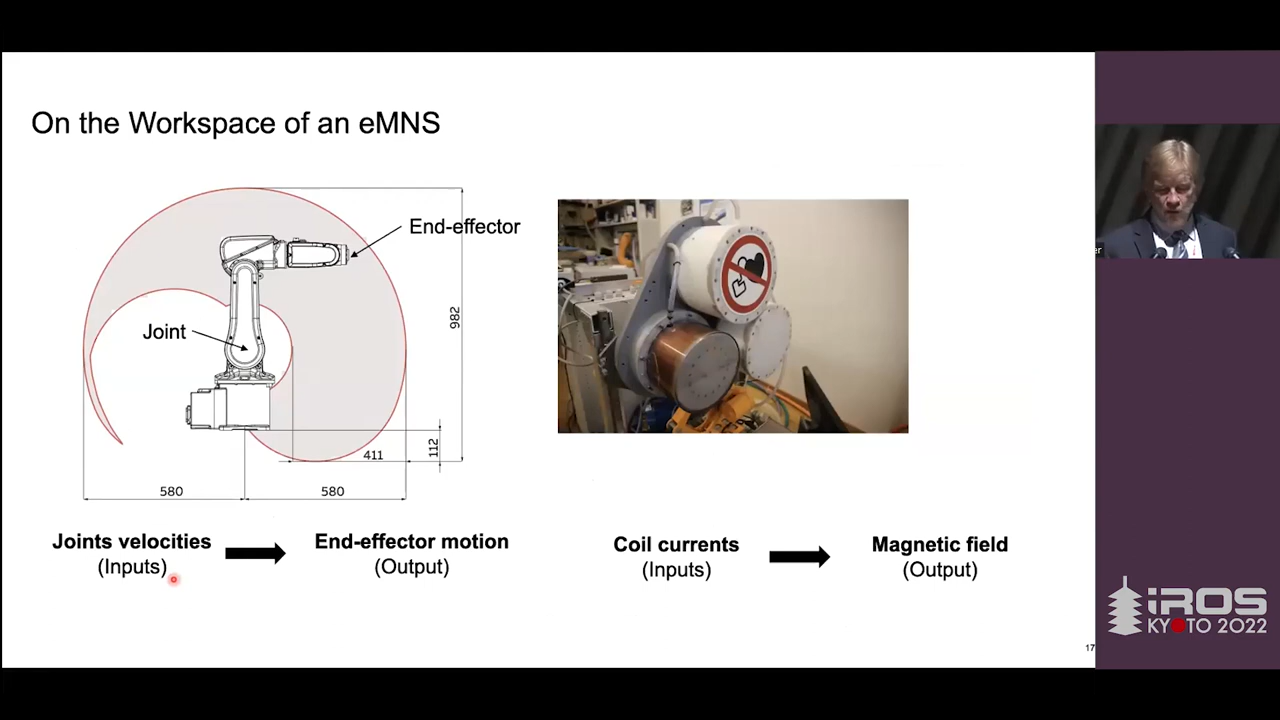 On the Workspace of an eMNS
End-effector
Joint
982
112
411
580
580
Joints velocities
(Inputs)
End-effector motion
(Output)
Coil currents
(Inputs)
Magnetic field
(Output)
17
er
iROS
KYOTO 2022